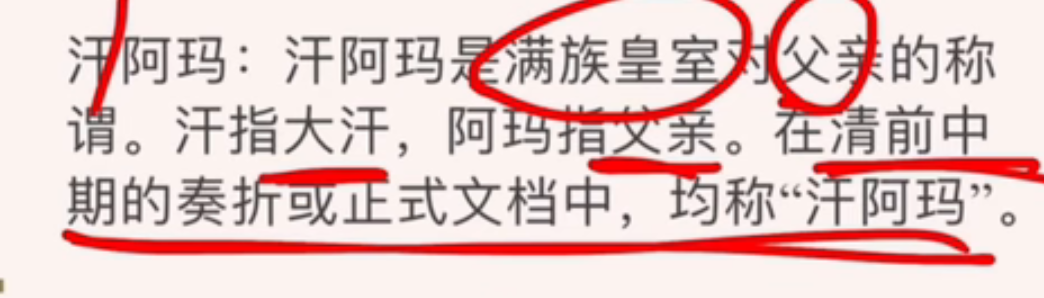 汗阿玛：汗阿玛是满族皇室对父亲的称
谓。汗指大汗，阿玛指父亲。在清前中
期的奏折或正式文档中，均称“汗阿玛”。